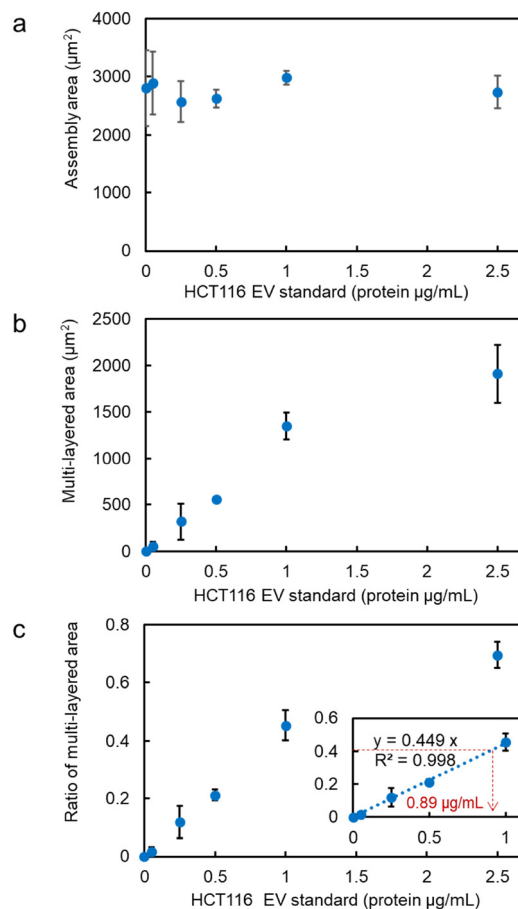 a
Assembly area (µm²)
4000
3000
2000
1000
0
0 0.5 1 1.5 2 2.5
HCT116 EV standard (protein µg/mL)
b
Multi-layered area (µm²)
2500
2000
1500
1000
500
0
0 0.5 1 1.5 2 2.5
HCT116 EV standard (protein µg/mL)
c
Ratio of multi-layered area
0.8
0.6
0.4
0.2
0
0.6
0.4
0.2
0
y = 0.449 x
R² = 0.998
0.89 µg/mL
0 0.5 1
0 0.5 1 1.5 2 2.5
HCT116 EV standard (protein µg/mL)